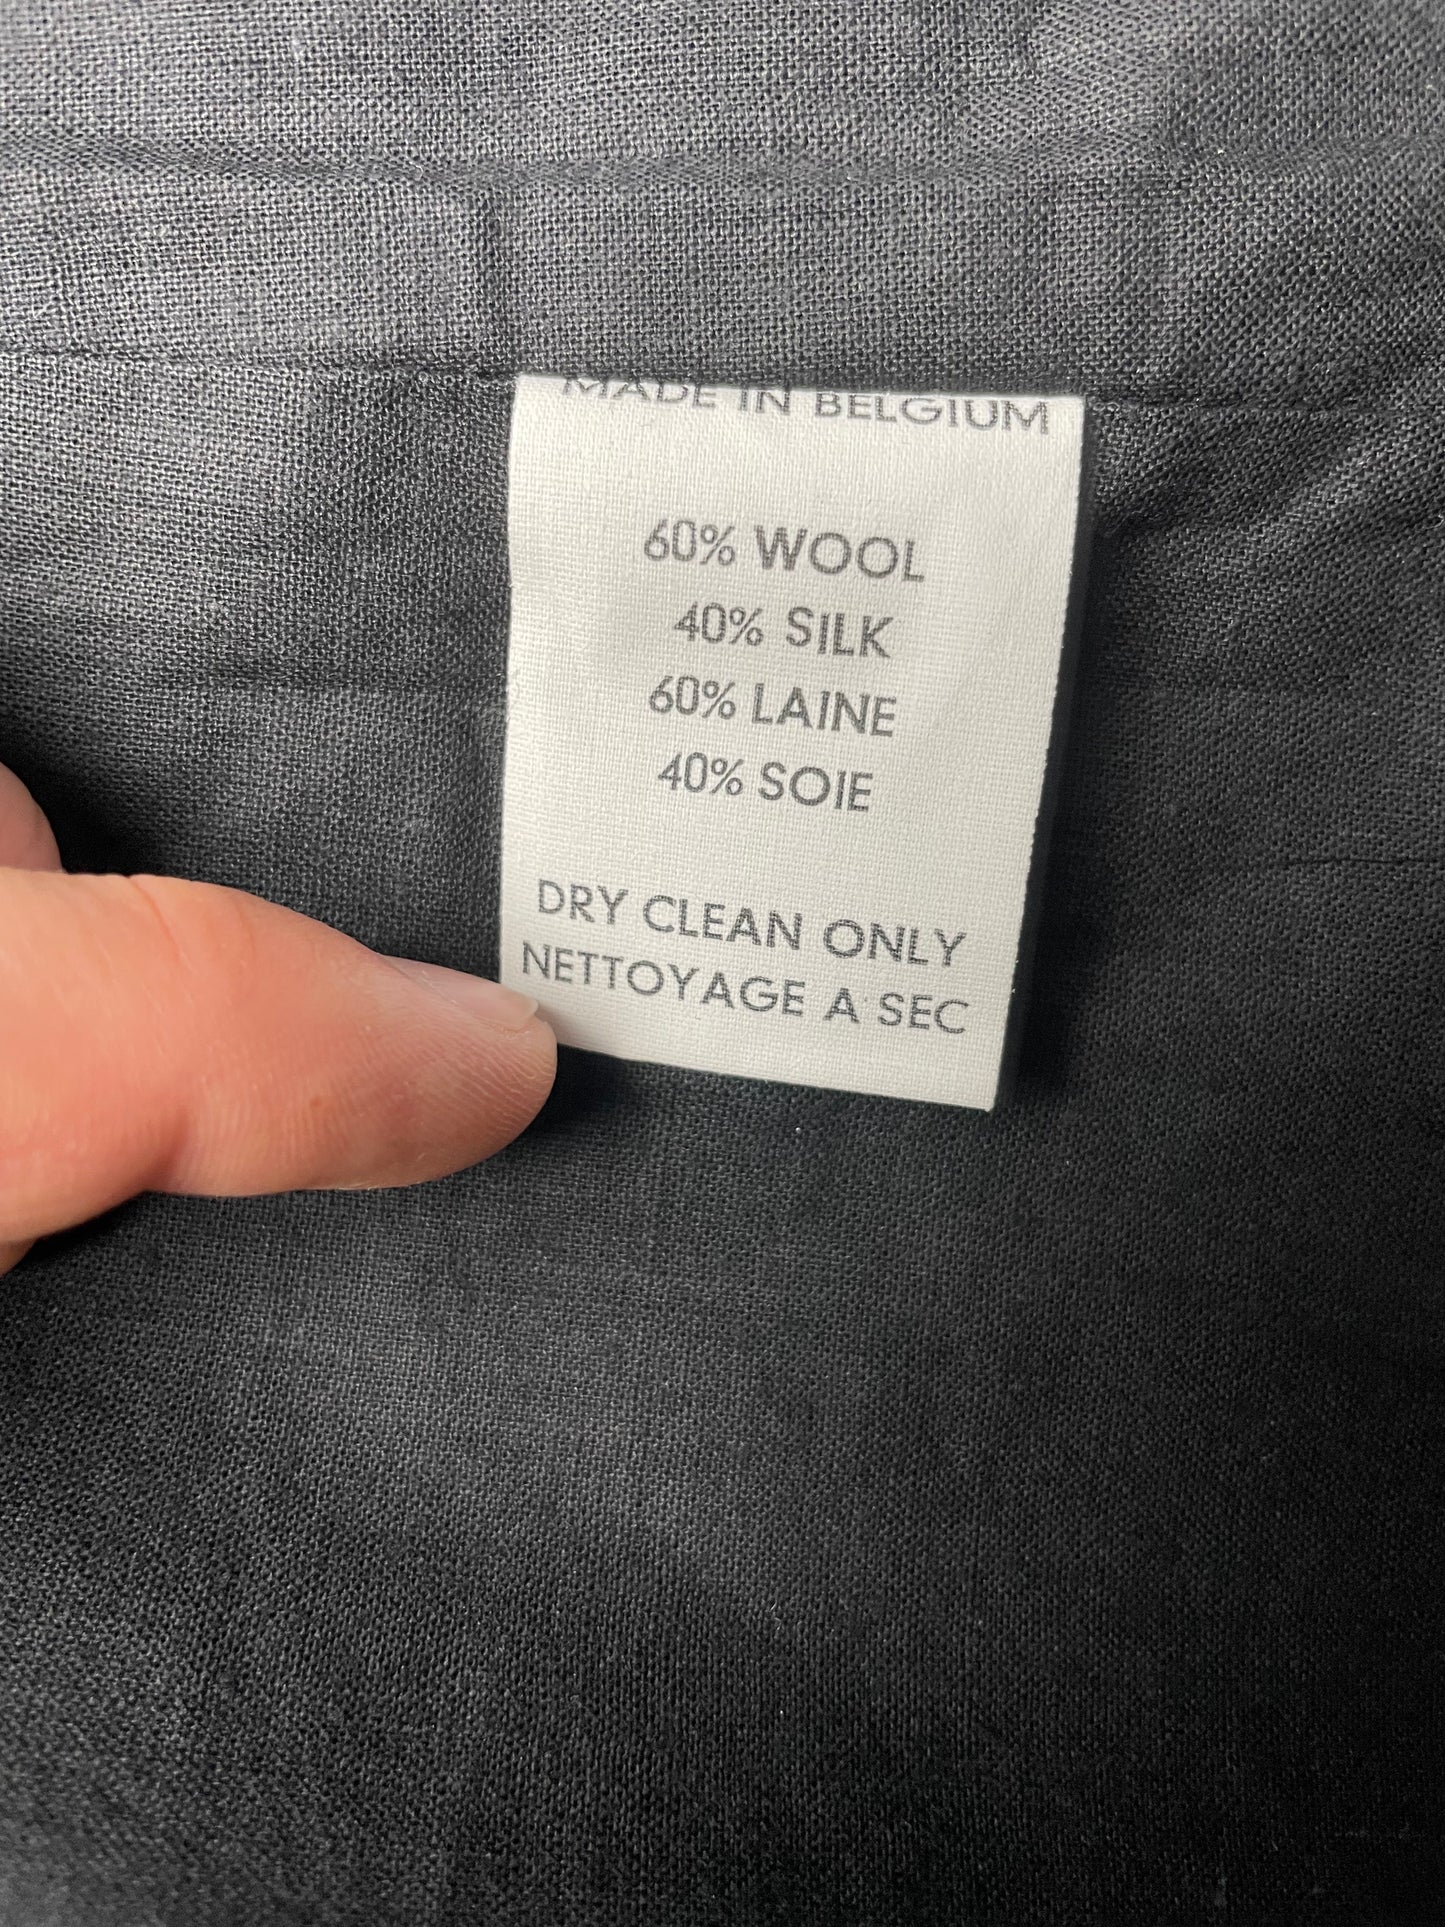 MADE IN BELGIUM
60% WOOL
40% SILK
60% LAINE
40% SOIE
DRY CLEAN ONLY
NETTOYAGE A SEC